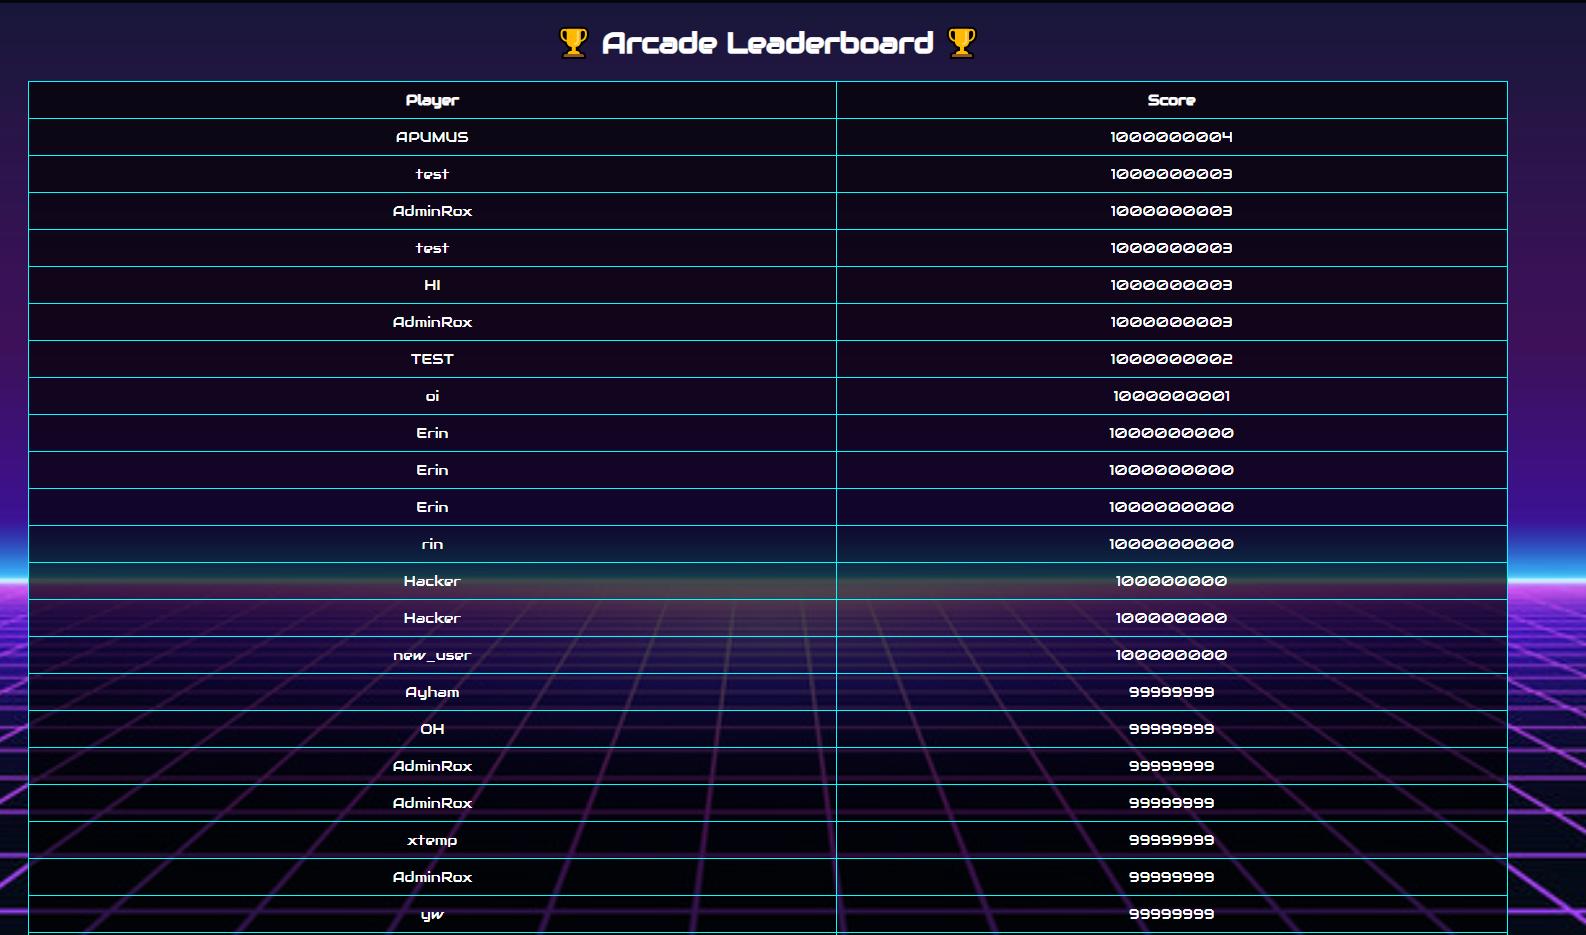 🏆 Arcade Leaderboard 🏆
Player Score
APUMUS 1000000004
test 1000000003
AdminRox 1000000003
test 1000000003
HI 1000000003
AdminRox 1000000003
TEST 1000000002
oi 1000000001
Erin 1000000000
Erin 1000000000
Erin 1000000000
rin 1000000000
Hacker 100000000
Hacker 100000000
new_user 100000000
Ayham 99999999
OH 99999999
AdminRox 99999999
AdminRox 99999999
xtemp 99999999
AdminRox 99999999
yw 99999999